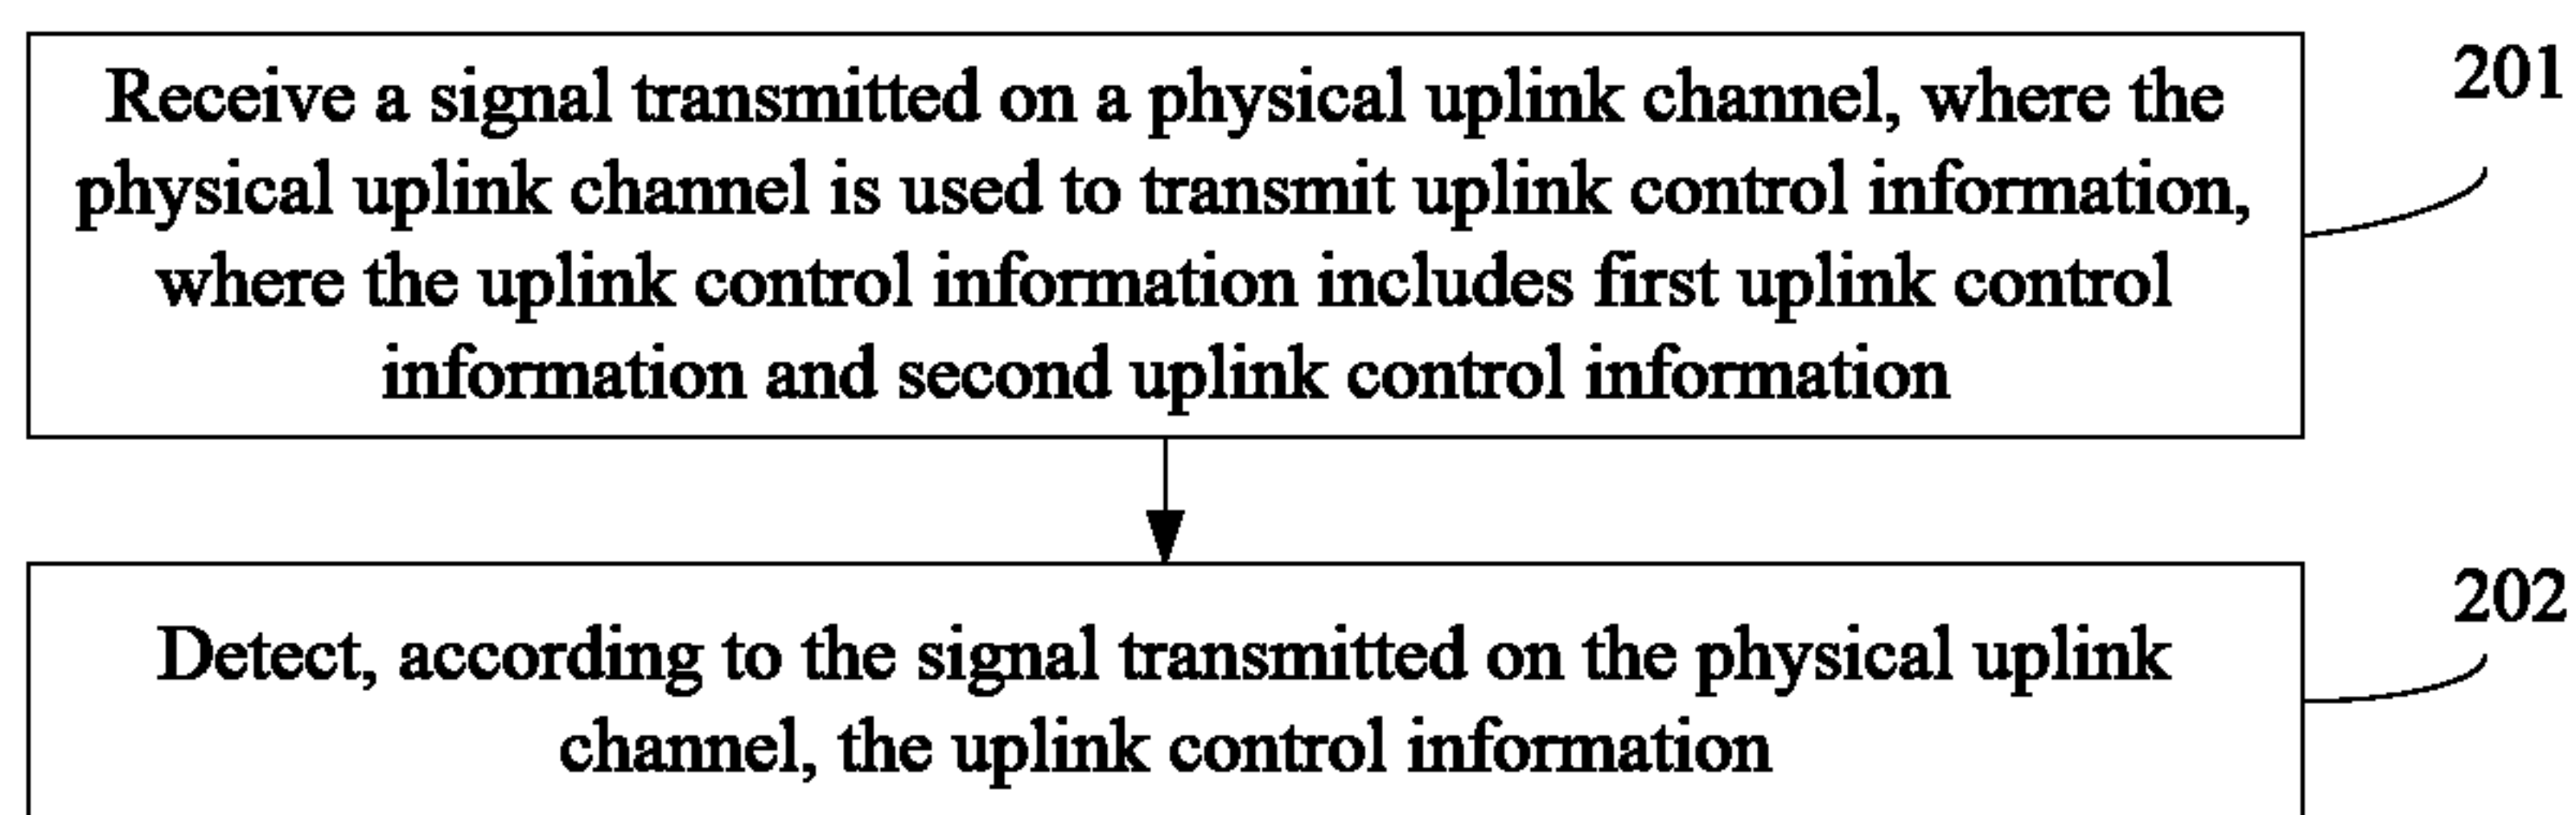 Receive a signal transmitted on a physical uplink channel, where the
physical uplink channel is used to transmit uplink control information,
where the uplink control information includes first uplink control
information and second uplink control information
201
Detect, according to the signal transmitted on the physical uplink
channel, the uplink control information
202